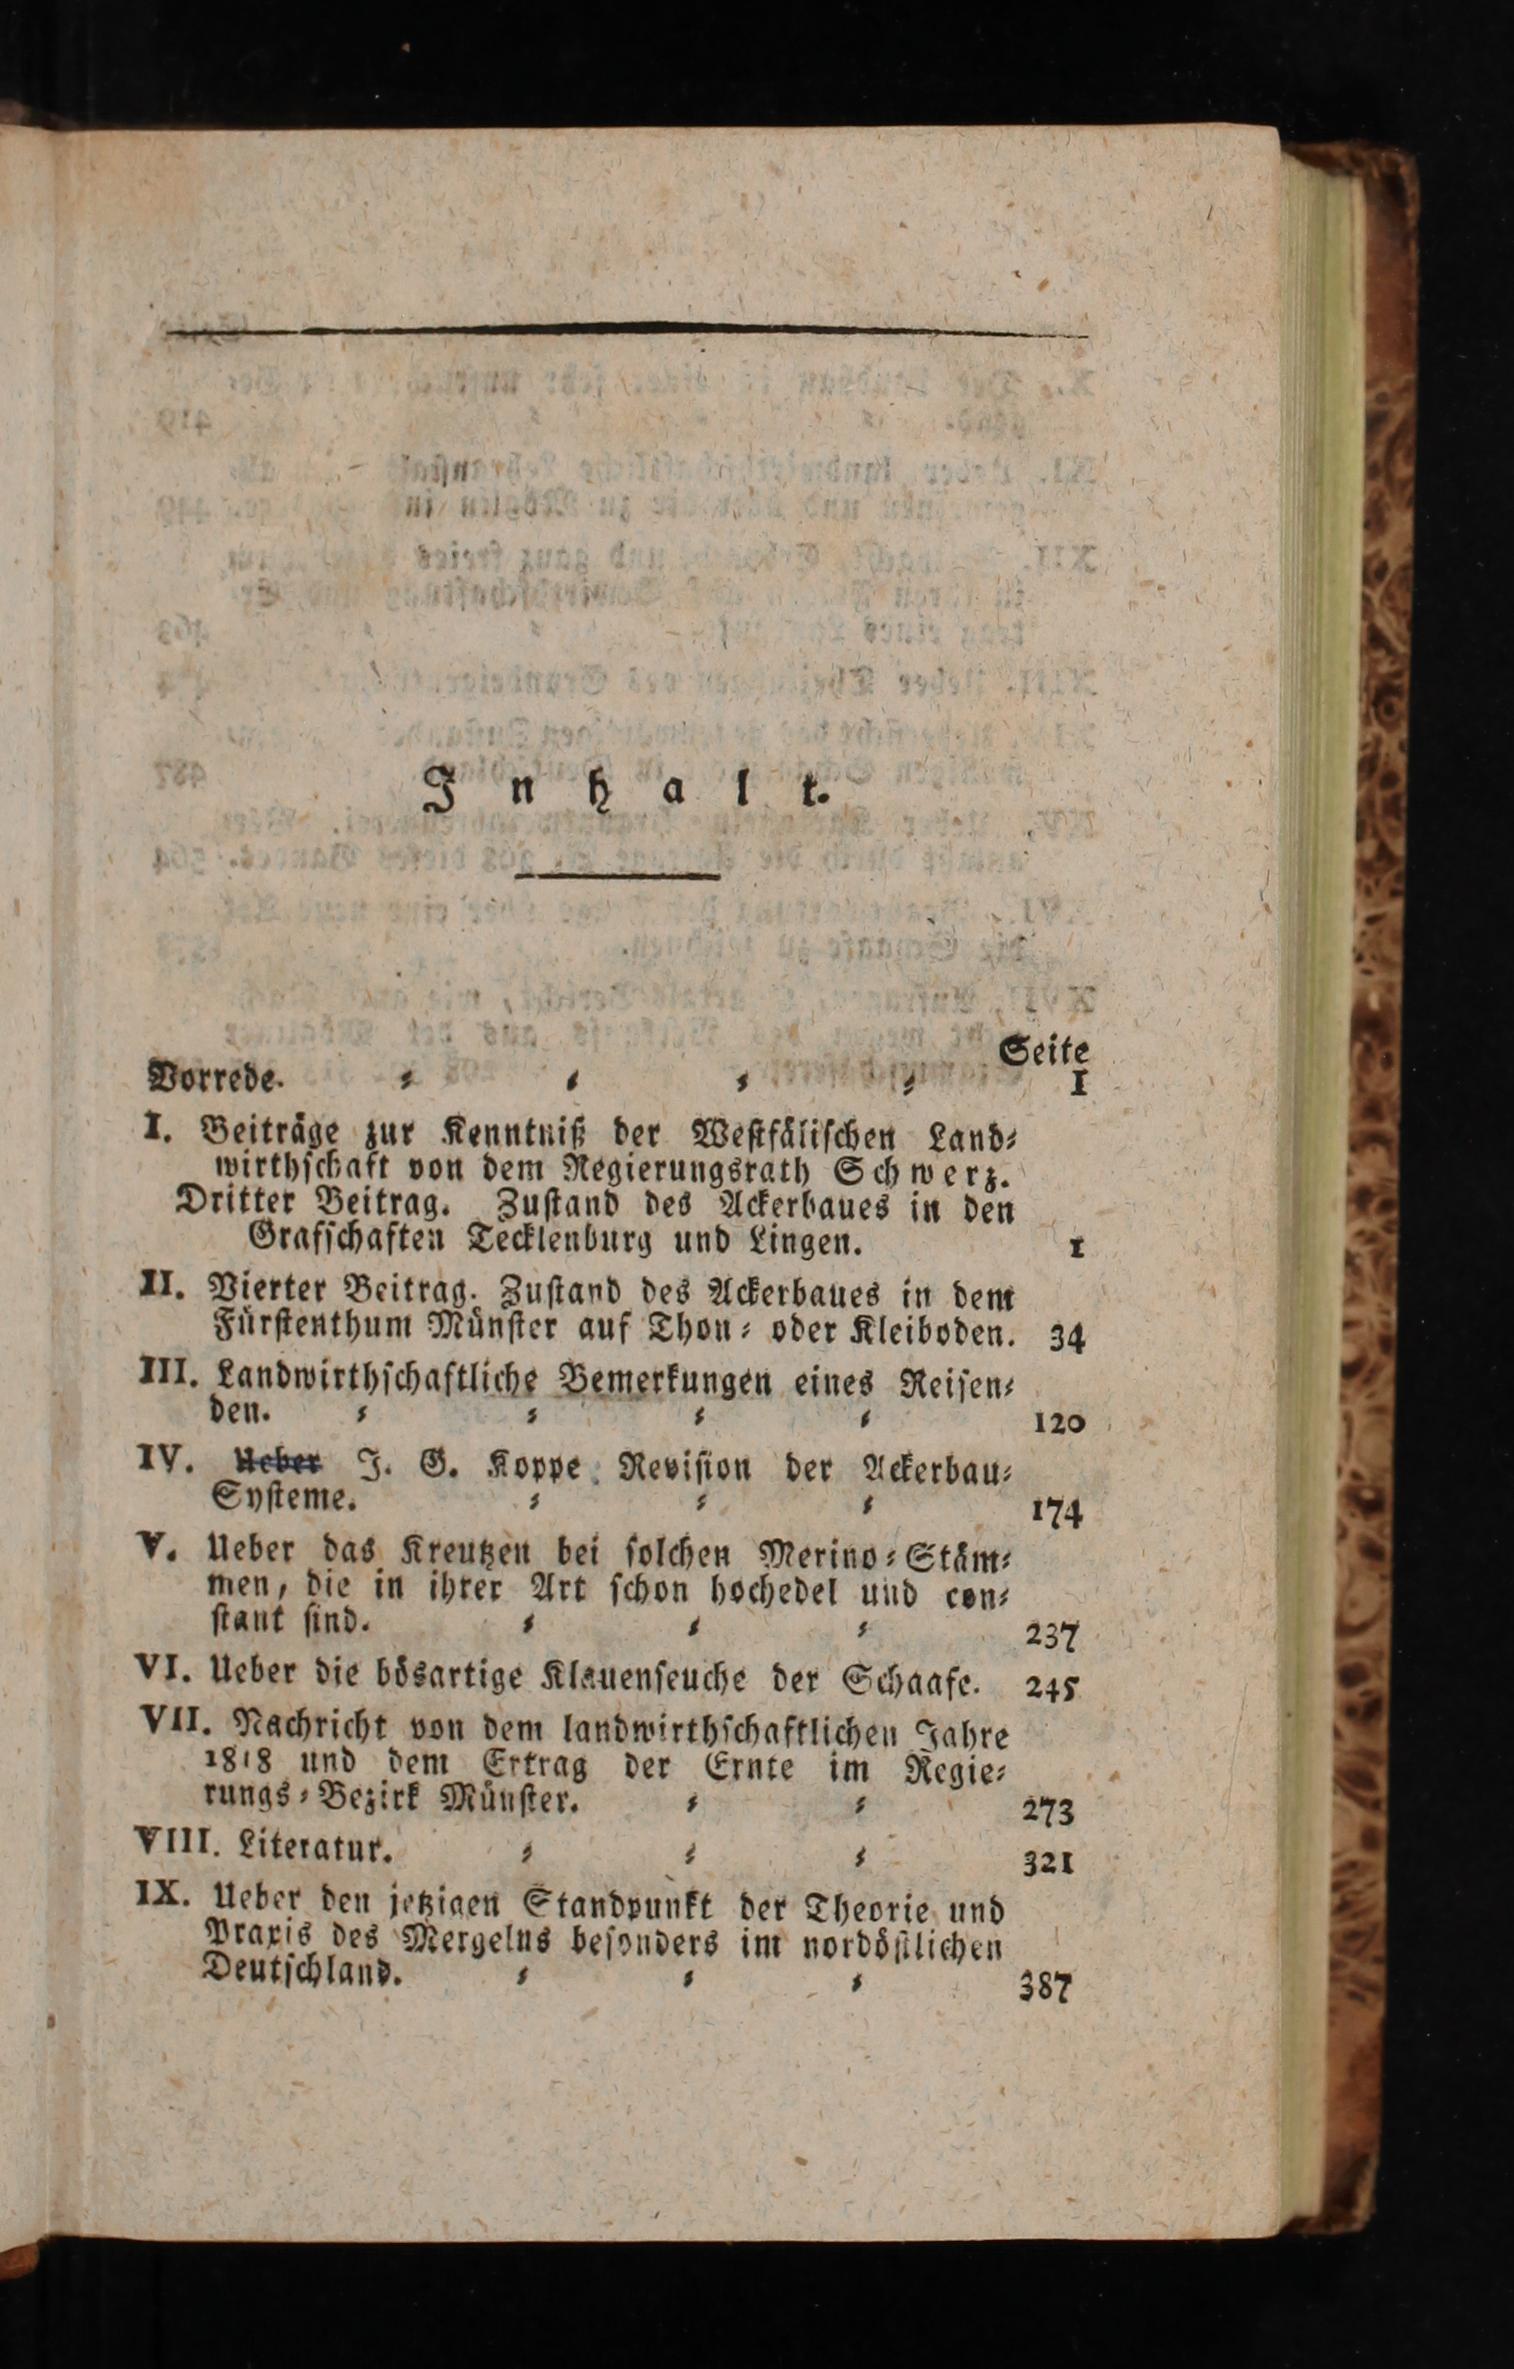 Inhalt.
Seite
Vorrede. ⸗ ⸗ ⸗ ⸗ I
I. Beiträge zur Kenntniß der Westfälischen Land⸗
wirthschaft von dem Regierungsrath Schwerz.
Dritter Beitrag. Zustand des Ackerbaues in den
Grafschaften Tecklenburg und Lingen. 1
II. Vierter Beitrag. Zustand des Ackerbaues in dem
Fürstenthum Münster auf Thon⸗ oder Kleiboden. 34
III. Landwirthschaftliche Bemerkungen eines Reisen⸗
den. ⸗ ⸗ ⸗ ⸗ 120
IV. Ueber J. G. Koppe Revision der Ackerbau⸗
Systeme. ⸗ ⸗ ⸗ 174
V. Ueber das Kreutzen bei solchen Merino⸗Stäm⸗
men, die in ihrer Art schon hochedel und con⸗
stant sind. ⸗ ⸗ ⸗ 237
VI. Ueber die bösartige Klauenseuche der Schaafe. 245
VII. Nachricht von dem landwirthschaftlichen Jahre
1818 und dem Ertrag der Ernte im Regie⸗
rungs⸗Bezirk Münster. ⸗ ⸗ 273
VIII. Literatur. ⸗ ⸗ ⸗ 321
IX. Ueber den jetzigen Standpunkt der Theorie und
Praxis des Mergelns besonders im nordöstlichen
Deutschland. ⸗ ⸗ ⸗ 387